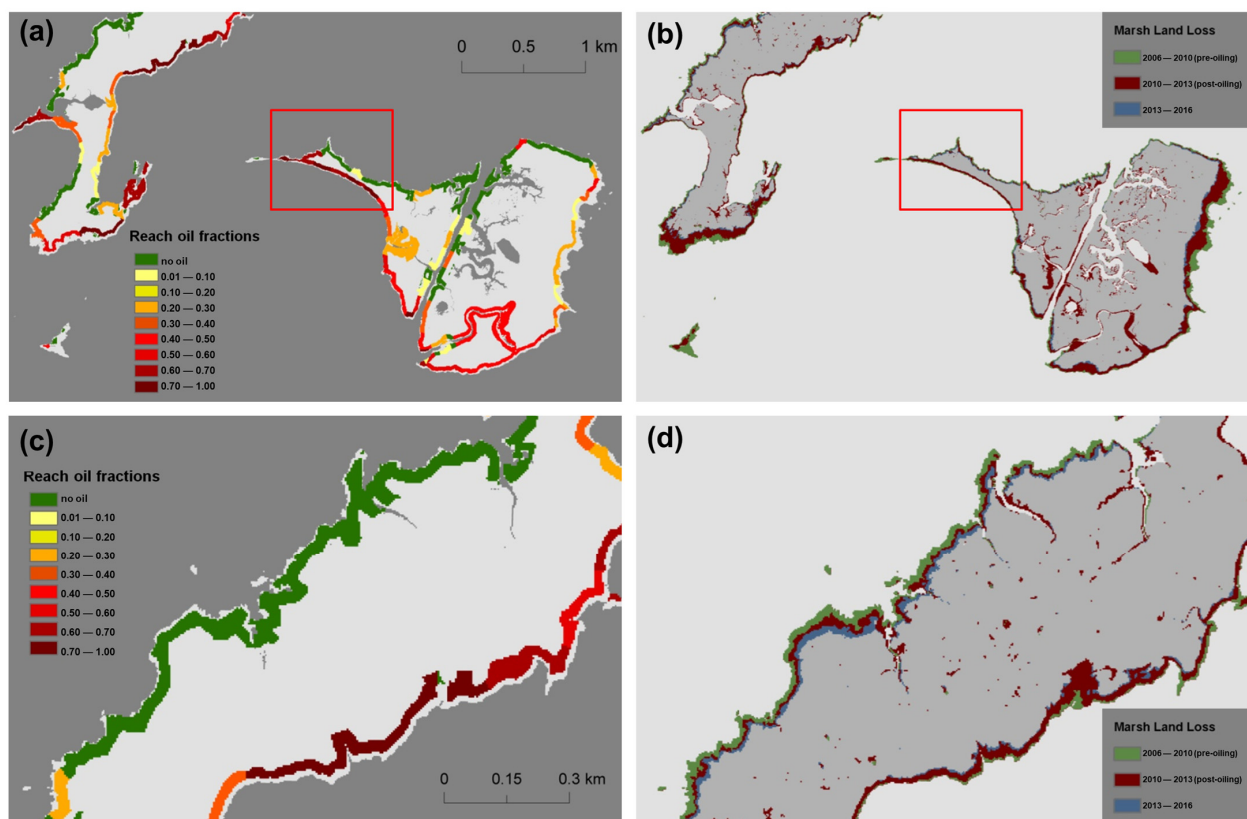 (a)
0 0.5 1 km
Reach oil fractions
no oil
0.01 — 0.10
0.10 — 0.20
0.20 — 0.30
0.30 — 0.40
0.40 — 0.50
0.50 — 0.60
0.60 — 0.70
0.70 — 1.00
(b)
Marsh Land Loss
2006 — 2010 (pre-oiling)
2010 — 2013 (post-oiling)
2013 — 2016
(c)
Reach oil fractions
no oil
0.01 — 0.10
0.10 — 0.20
0.20 — 0.30
0.30 — 0.40
0.40 — 0.50
0.50 — 0.60
0.60 — 0.70
0.70 — 1.00
0 0.15 0.3 km
(d)
Marsh Land Loss
2006 — 2010 (pre-oiling)
2010 — 2013 (post-oiling)
2013 — 2016